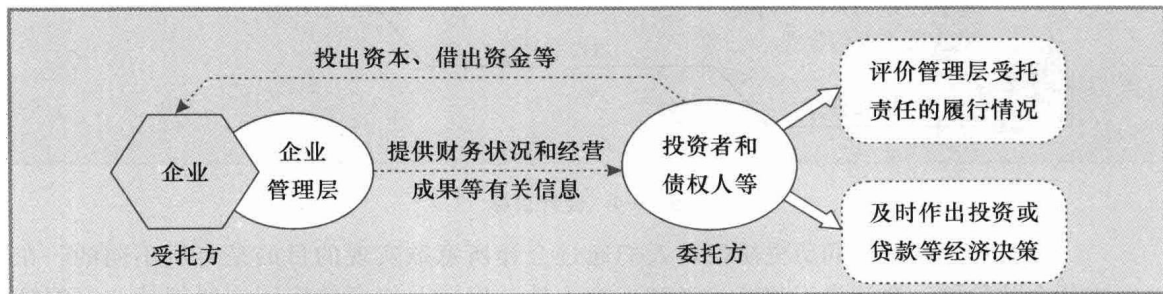 投出资本、借出资金等
评价管理层受托
责任的履行情况
企业
企业
管理层
提供财务状况和经营
成果等有关信息
投资者和
债权人等
及时作出投资或
贷款等经济决策
受托方
委托方